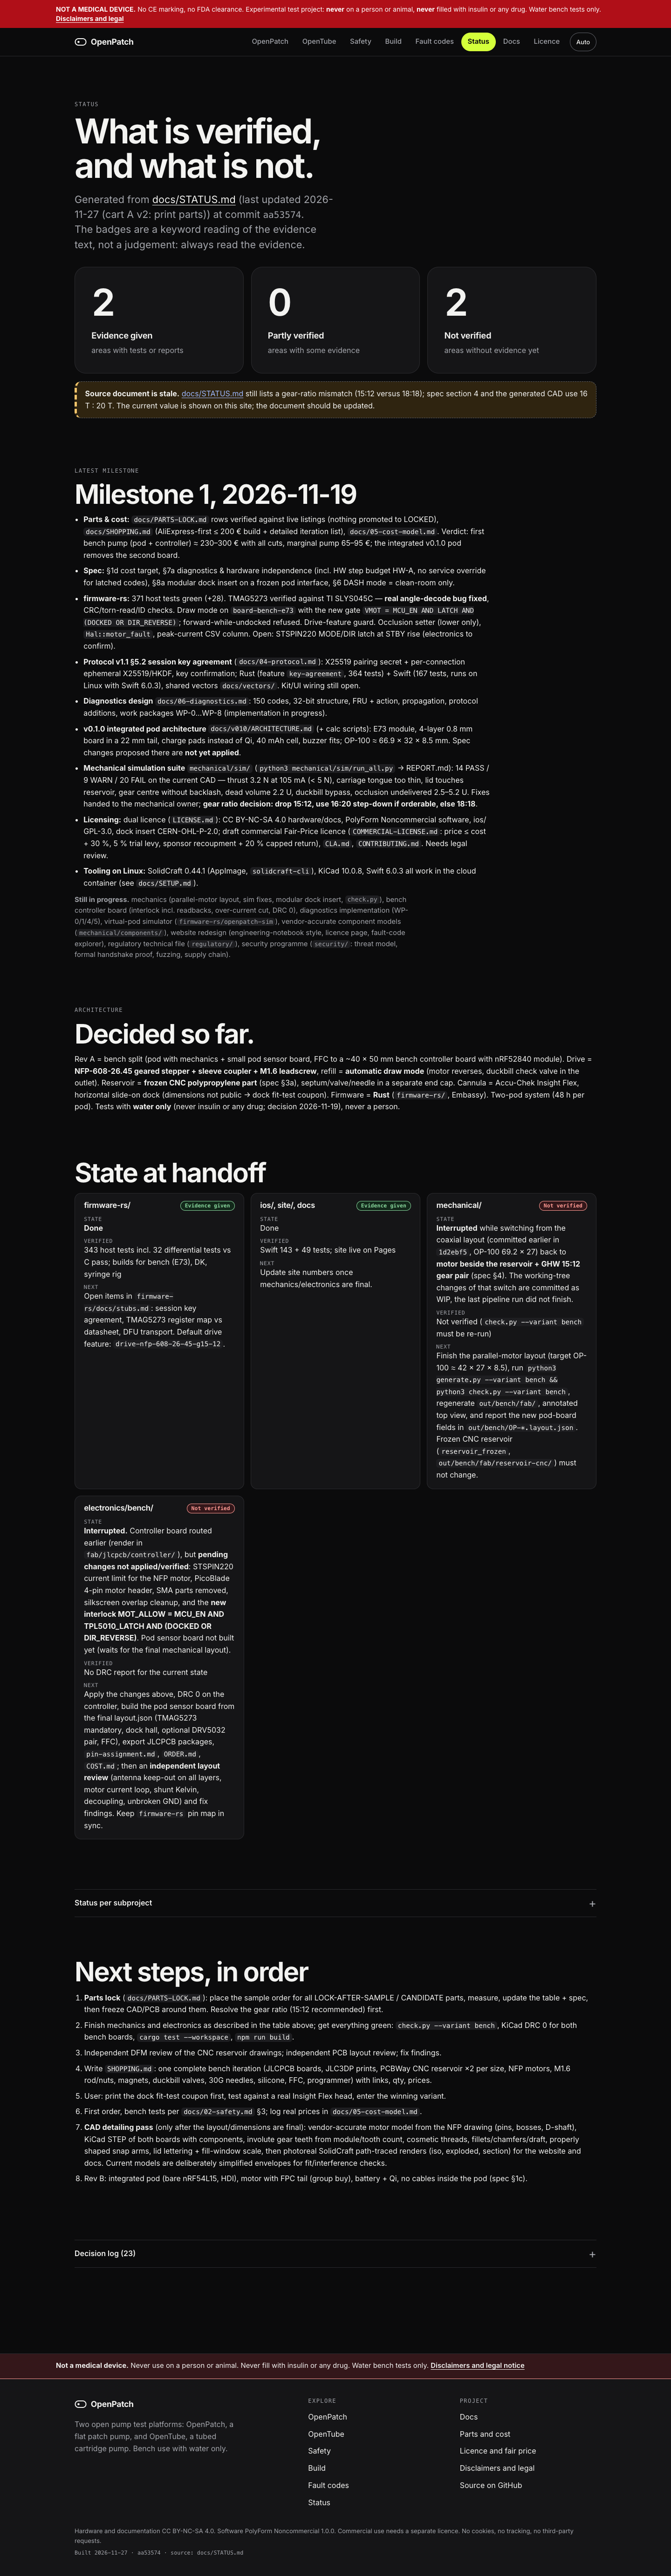 NOT A MEDICAL DEVICE. No CE marking, no FDA clearance. Experimental test project: never on a person or animal, never filled with insulin or any drug. Water bench tests only.
Disclaimers and legal
OpenPatch
OpenPatch OpenTube Safety Build Fault codes Status Docs Licence Auto
STATUS
What is verified,
and what is not.
Generated from docs/STATUS.md (last updated 2026-
11-27 (cart A v2: print parts)) at commit aa53574.
The badges are a keyword reading of the evidence
text, not a judgement: always read the evidence.
2
Evidence given
areas with tests or reports
0
Partly verified
areas with some evidence
2
Not verified
areas without evidence yet
Source document is stale. docs/STATUS.md still lists a gear-ratio mismatch (15:12 versus 18:18); spec section 4 and the generated CAD use 16
T : 20 T. The current value is shown on this site; the document should be updated.
LATEST MILESTONE
Milestone 1, 2026-11-19
• Parts & cost: docs/PARTS-LOCK.md rows verified against live listings (nothing promoted to LOCKED),
docs/SHOPPING.md (AliExpress-first ≤ 200 € build + detailed iteration list), docs/05-cost-model.md. Verdict: first
bench pump (pod + controller) ≈ 230–300 € with all cuts, marginal pump 65–95 €; the integrated v0.1.0 pod
removes the second board.
• Spec: §1d cost target, §7a diagnostics & hardware independence (incl. HW step budget HW-A, no service override
for latched codes), §8a modular dock insert on a frozen pod interface, §6 DASH mode = clean-room only.
• firmware-rs: 371 host tests green (+28). TMAG5273 verified against TI SLYS045C — real angle-decode bug fixed,
CRC/torn-read/ID checks. Draw mode on board-bench-e73 with the new gate VMOT = MCU_EN AND LATCH AND
(DOCKED OR DIR_REVERSE); forward-while-undocked refused. Drive-feature guard. Occlusion setter (lower only),
Hal::motor_fault, peak-current CSV column. Open: STSPIN220 MODE/DIR latch at STBY rise (electronics to
confirm).
• Protocol v1.1 §5.2 session key agreement (docs/04-protocol.md): X25519 pairing secret + per-connection
ephemeral X25519/HKDF, key confirmation; Rust (feature key-agreement, 364 tests) + Swift (167 tests, runs on
Linux with Swift 6.0.3), shared vectors docs/vectors/. Kit/UI wiring still open.
• Diagnostics design docs/06-diagnostics.md: 150 codes, 32-bit structure, FRU + action, propagation, protocol
additions, work packages WP-0…WP-8 (implementation in progress).
• v0.1.0 integrated pod architecture docs/v010/ARCHITECTURE.md (+ calc scripts): E73 module, 4-layer 0.8 mm
board in a 22 mm tail, charge pads instead of Qi, 40 mAh cell, buzzer fits; OP-100 ≈ 66.9 × 32 × 8.5 mm. Spec
changes proposed there are not yet applied.
• Mechanical simulation suite mechanical/sim/ (python3 mechanical/sim/run_all.py → REPORT.md): 14 PASS /
9 WARN / 20 FAIL on the current CAD — thrust 3.2 N at 105 mA (< 5 N), carriage tongue too thin, lid touches
reservoir, gear centre without backlash, dead volume 2.2 U, duckbill bypass, occlusion undelivered 2.5–5.2 U. Fixes
handed to the mechanical owner; gear ratio decision: drop 15:12, use 16:20 step-down if orderable, else 18:18.
• Licensing: dual licence (LICENSE.md): CC BY-NC-SA 4.0 hardware/docs, PolyForm Noncommercial software, ios/
GPL-3.0, dock insert CERN-OHL-P-2.0; draft commercial Fair-Price licence (COMMERCIAL-LICENSE.md: price ≤ cost
+ 30 %, 5 % trial levy, sponsor recoupment + 20 % capped return), CLA.md, CONTRIBUTING.md. Needs legal
review.
• Tooling on Linux: SolidCraft 0.44.1 (AppImage, solidcraft-cli), KiCad 10.0.8, Swift 6.0.3 all work in the cloud
container (see docs/SETUP.md).
Still in progress. mechanics (parallel-motor layout, sim fixes, modular dock insert, check.py), bench
controller board (interlock incl. readbacks, over-current cut, DRC 0), diagnostics implementation (WP-
0/1/4/5), virtual-pod simulator (firmware-rs/openpatch-sim), vendor-accurate component models
(mechanical/components/), website redesign (engineering-notebook style, licence page, fault-code
explorer), regulatory technical file (regulatory/), security programme (security/: threat model,
formal handshake proof, fuzzing, supply chain).
ARCHITECTURE
Decided so far.
Rev A = bench split (pod with mechanics + small pod sensor board, FFC to a ~40 × 50 mm bench controller board with nRF52840 module). Drive =
NFP-608-26.45 geared stepper + sleeve coupler + M1.6 leadscrew, refill = automatic draw mode (motor reverses, duckbill check valve in the
outlet). Reservoir = frozen CNC polypropylene part (spec §3a), septum/valve/needle in a separate end cap. Cannula = Accu-Chek Insight Flex,
horizontal slide-on dock (dimensions not public → dock fit-test coupon). Firmware = Rust (firmware-rs/, Embassy). Two-pod system (48 h per
pod). Tests with water only (never insulin or any drug; decision 2026-11-19), never a person.
State at handoff
firmware-rs/ Evidence given
STATE
Done
VERIFIED
343 host tests incl. 32 differential tests vs
C pass; builds for bench (E73), DK,
syringe rig
NEXT
Open items in firmware-
rs/docs/stubs.md: session key
agreement, TMAG5273 register map vs
datasheet, DFU transport. Default drive
feature: drive-nfp-608-26-45-g15-12.
ios/, site/, docs Evidence given
STATE
Done
VERIFIED
Swift 143 + 49 tests; site live on Pages
NEXT
Update site numbers once
mechanics/electronics are final.
mechanical/ Not verified
STATE
Interrupted while switching from the
coaxial layout (committed earlier in
1d2ebf5, OP-100 69.2 × 27) back to
motor beside the reservoir + GHW 15:12
gear pair (spec §4). The working-tree
changes of that switch are committed as
WIP, the last pipeline run did not finish.
VERIFIED
Not verified (check.py --variant bench
must be re-run)
NEXT
Finish the parallel-motor layout (target OP-
100 ≈ 42 × 27 × 8.5), run python3
generate.py --variant bench &&
python3 check.py --variant bench,
regenerate out/bench/fab/, annotated
top view, and report the new pod-board
fields in out/bench/OP-*.layout.json.
Frozen CNC reservoir
(reservoir_frozen,
out/bench/fab/reservoir-cnc/) must
not change.
electronics/bench/ Not verified
STATE
Interrupted. Controller board routed
earlier (render in
fab/jlcpcb/controller/), but pending
changes not applied/verified: STSPIN220
current limit for the NFP motor, PicoBlade
4-pin motor header, SMA parts removed,
silkscreen overlap cleanup, and the new
interlock MOT_ALLOW = MCU_EN AND
TPL5010_LATCH AND (DOCKED OR
DIR_REVERSE). Pod sensor board not built
yet (waits for the final mechanical layout).
VERIFIED
No DRC report for the current state
NEXT
Apply the changes above, DRC 0 on the
controller, build the pod sensor board from
the final layout.json (TMAG5273
mandatory, dock hall, optional DRV5032
pair, FFC), export JLCPCB packages,
pin-assignment.md, ORDER.md,
COST.md; then an independent layout
review (antenna keep-out on all layers,
motor current loop, shunt Kelvin,
decoupling, unbroken GND) and fix
findings. Keep firmware-rs pin map in
sync.
Status per subproject +
Next steps, in order
1. Parts lock (docs/PARTS-LOCK.md): place the sample order for all LOCK-AFTER-SAMPLE / CANDIDATE parts, measure, update the table + spec,
then freeze CAD/PCB around them. Resolve the gear ratio (15:12 recommended) first.
2. Finish mechanics and electronics as described in the table above; get everything green: check.py --variant bench, KiCad DRC 0 for both
bench boards, cargo test --workspace, npm run build.
3. Independent DFM review of the CNC reservoir drawings; independent PCB layout review; fix findings.
4. Write SHOPPING.md: one complete bench iteration (JLCPCB boards, JLC3DP prints, PCBWay CNC reservoir ×2 per size, NFP motors, M1.6
rod/nuts, magnets, duckbill valves, 30G needles, silicone, FFC, programmer) with links, qty, prices.
5. User: print the dock fit-test coupon first, test against a real Insight Flex head, enter the winning variant.
6. First order, bench tests per docs/02-safety.md §3; log real prices in docs/05-cost-model.md.
7. CAD detailing pass (only after the layout/dimensions are final): vendor-accurate motor model from the NFP drawing (pins, bosses, D-shaft),
KiCad STEP of both boards with components, involute gear teeth from module/tooth count, cosmetic threads, fillets/chamfers/draft, properly
shaped snap arms, lid lettering + fill-window scale, then photoreal SolidCraft path-traced renders (iso, exploded, section) for the website and
docs. Current models are deliberately simplified envelopes for fit/interference checks.
8. Rev B: integrated pod (bare nRF54L15, HDI), motor with FPC tail (group buy), battery + Qi, no cables inside the pod (spec §1c).
Decision log (23) +
Not a medical device. Never use on a person or animal. Never fill with insulin or any drug. Water bench tests only. Disclaimers and legal notice
OpenPatch
Two open pump test platforms: OpenPatch, a
flat patch pump, and OpenTube, a tubed
cartridge pump. Bench use with water only.
EXPLORE
OpenPatch
OpenTube
Safety
Build
Fault codes
Status
PROJECT
Docs
Parts and cost
Licence and fair price
Disclaimers and legal
Source on GitHub
Hardware and documentation CC BY-NC-SA 4.0. Software PolyForm Noncommercial 1.0.0. Commercial use needs a separate licence. No cookies, no tracking, no third-party
requests.
Built 2026-11-27 · aa53574 · source: docs/STATUS.md